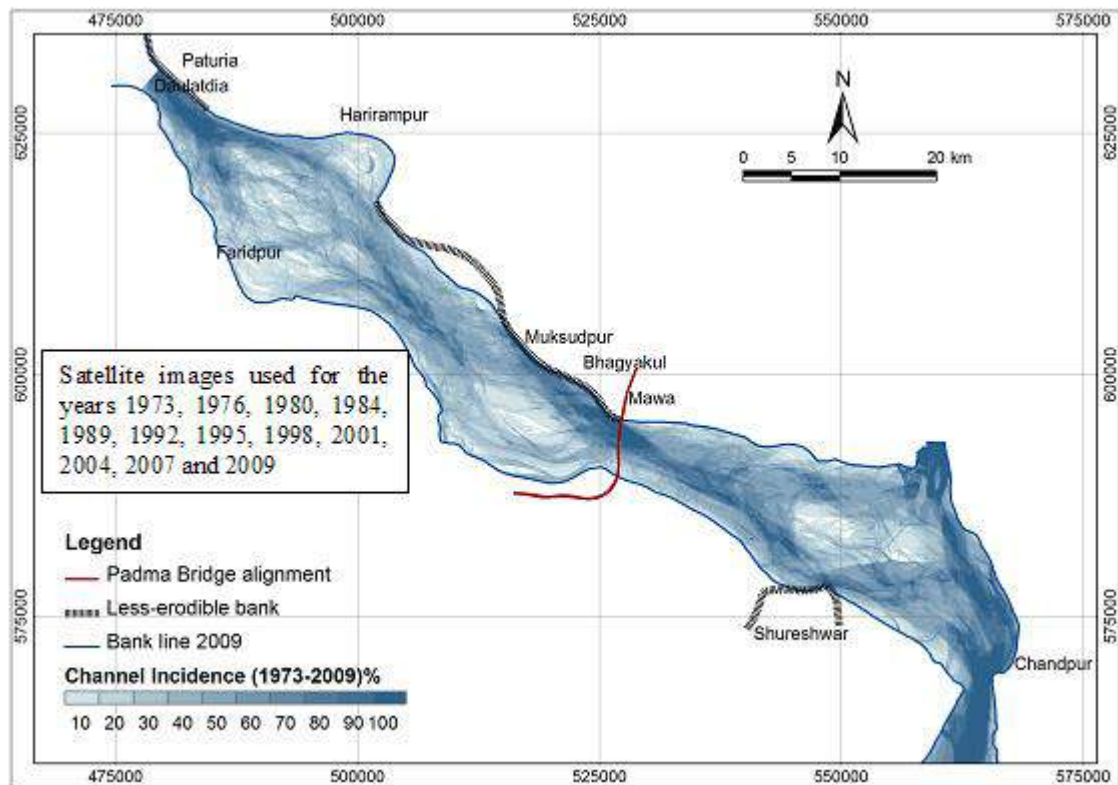 475000 500000 525000 550000 575000
Paturia
Daulatdia
Harirampur
N
625000 625000
0 5 10 20 km
Faridpur
Muksudpur
Bhagyakul
600000 600000
Mawa
Satellite images used for the
years 1973, 1976, 1980, 1984,
1989, 1992, 1995, 1998, 2001,
2004, 2007 and 2009
Legend
Padma Bridge alignment
Less-erodible bank
Bank line 2009
575000 575000
Shureshwar
Chandpur
Channel Incidence (1973-2009)%
10 20 30 40 50 60 70 80 90 100
475000 500000 525000 550000 575000